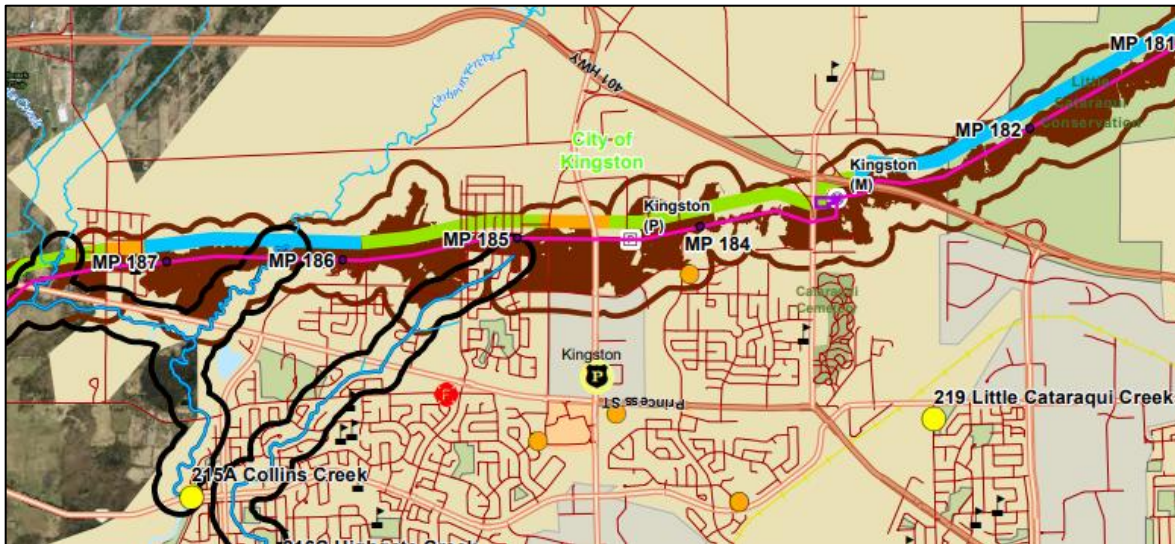 MP 181
401 HWY
Little
Cataraqui
Conservation
MP 182
City of
Kingston
Kingston
(M)
Kingston
(P)
MP 184
MP 185
MP 186
MP 187
Cataraqui
Cemetery
Kingston
P
F
Princess ST
219 Little Cataraqui Creek
215A Collins Creek